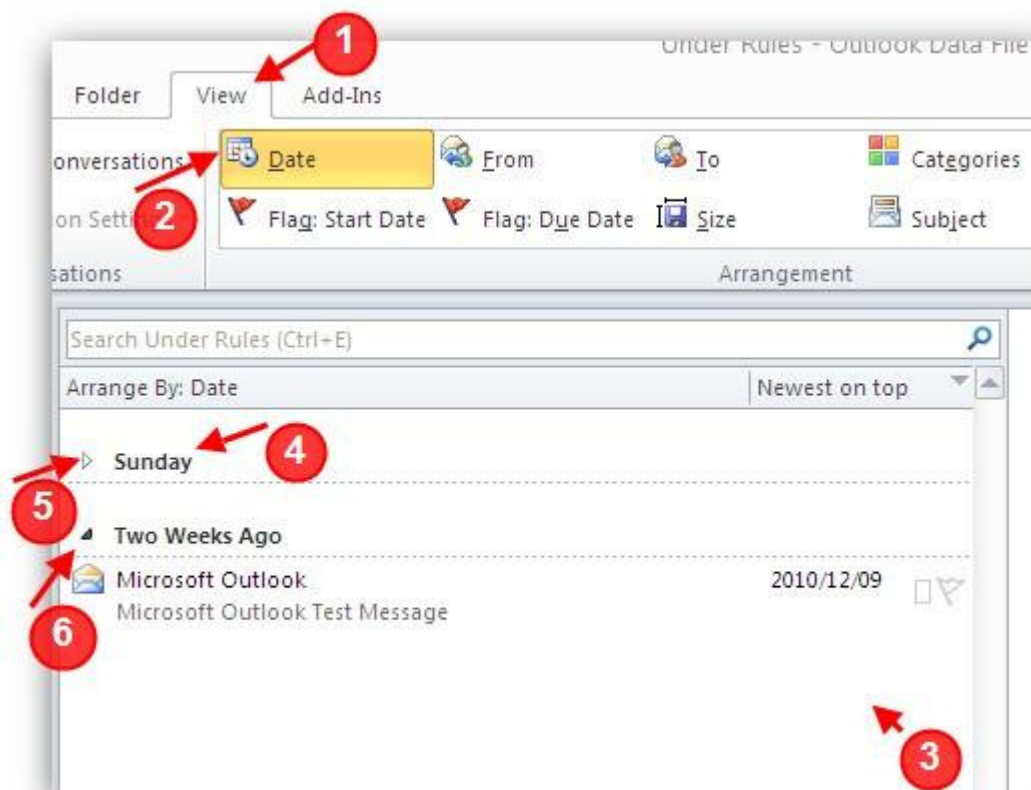 1
Under Rules - Outlook Data File
Folder View Add-Ins
onversations Date From To Categories
2
on Flag: Start Date Flag: Due Date Size Subject
sations Arrangement
Search Under Rules (Ctrl+E)
Arrange By: Date Newest on top
4
Sunday
5
Two Weeks Ago
Microsoft Outlook 2010/12/09
Microsoft Outlook Test Message
6
3